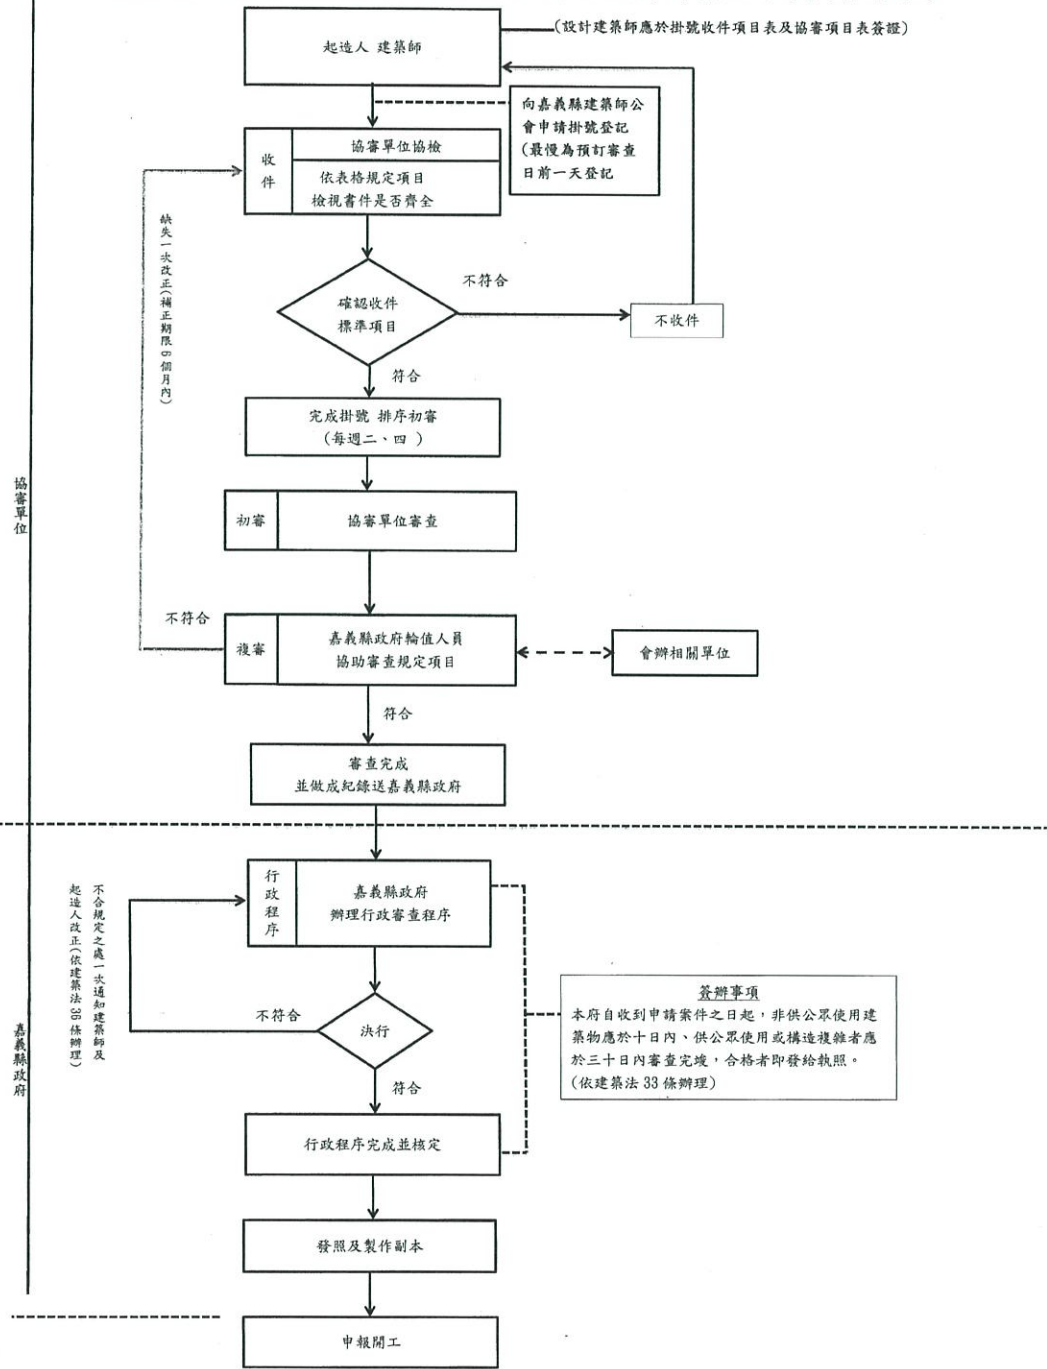 起造人 建築師
(設計建築師應於掛號收件項目表及協審項目表簽證)
向嘉義縣建築師公
會申請掛號登記
(最慢為預訂審查
日前一天登記
收件
協審單位協檢
依表格規定項目
檢視書件是否齊全
缺失一次改正(補正期限6個月內)
確認收件
標準項目
不符合
不收件
符合
完成掛號 排序初審
(每週二、四 )
協審單位
初審
協審單位審查
不符合
複審
嘉義縣政府輪值人員
協助審查規定項目
會辦相關單位
符合
審查完成
並做成紀錄送嘉義縣政府
行政程序
嘉義縣政府
辦理行政審查程序
不合規定之處一次通知建築師及
起造人改正(依建築法36條辦理)
不符合
決行
簽辦事項
本府自收到申請案件之日起,非供公眾使用建
築物應於十日內、供公眾使用或構造複雜者應
於三十日內審查完竣,合格者即發給執照。
(依建築法 33 條辦理)
嘉義縣政府
符合
行政程序完成並核定
發照及製作副本
申報開工